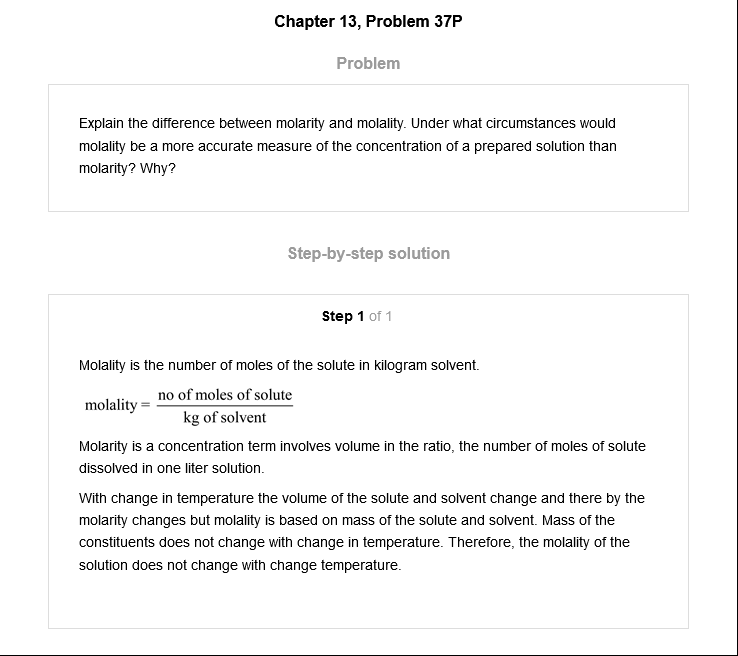 Chapter 13, Problem 37P
Problem
Explain the difference between molarity and molality. Under what circumstances would
molality be a more accurate measure of the concentration of a prepared solution than
molarity? Why?
Step-by-step solution
Step 1 of 1
Molality is the number of moles of the solute in kilogram solvent.
molality = no of moles of solute
kg of solvent
Molarity is a concentration term involves volume in the ratio, the number of moles of solute
dissolved in one liter solution.
With change in temperature the volume of the solute and solvent change and there by the
molarity changes but molality is based on mass of the solute and solvent. Mass of the
constituents does not change with change in temperature. Therefore, the molality of the
solution does not change with change temperature.